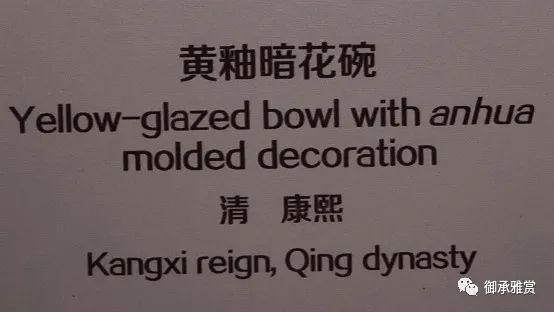 黄釉暗花碗
Yellow-glazed bowl with anhua
molded decoration
清 康熙
Kangxi reign, Qing dynasty
御承雅赏